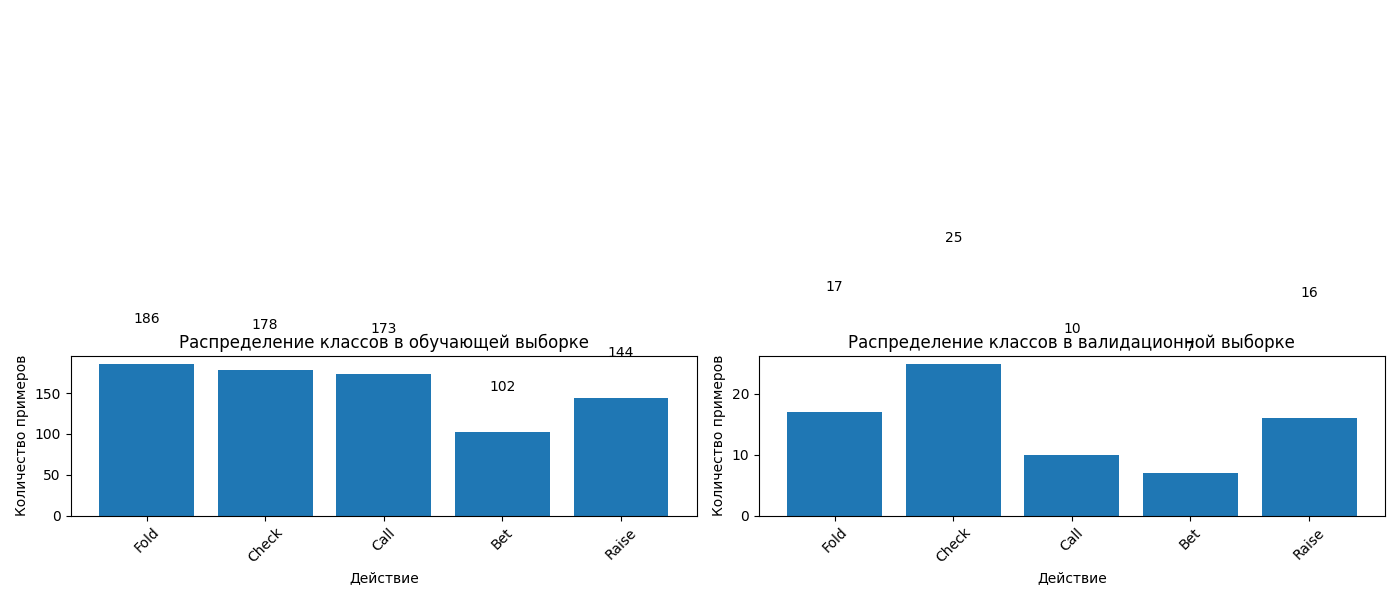 186
178
173
102
144
Распределение классов в обучающей выборке
Количество примеров
150
100
50
0
Fold
Check
Call
Bet
Raise
Действие
17
25
10
7
16
Распределение классов в валидационной выборке
Количество примеров
20
10
0
Fold
Check
Call
Bet
Raise
Действие